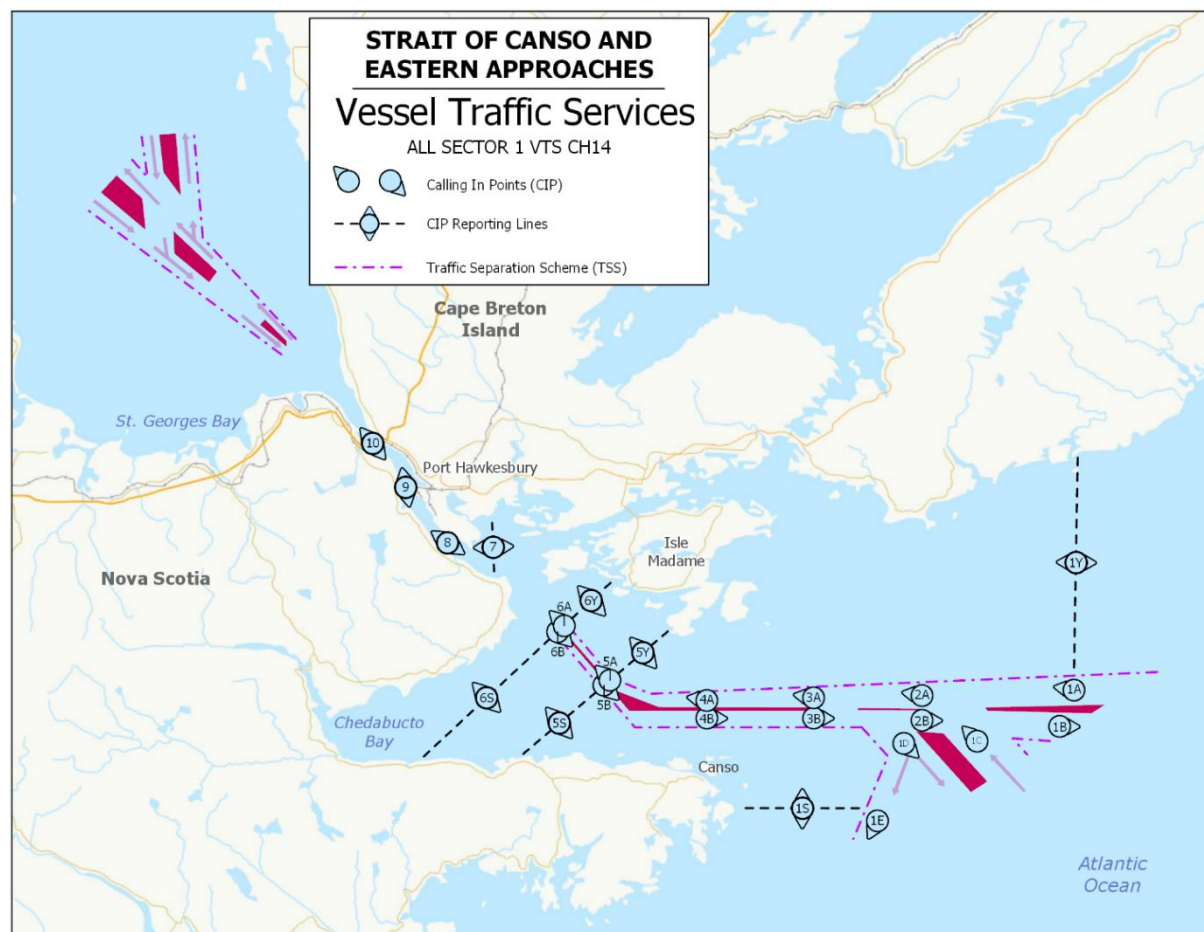 STRAIT OF CANSO AND
EASTERN APPROACHES
Vessel Traffic Services
ALL SECTOR 1 VTS CH14
Calling In Points (CIP)
CIP Reporting Lines
Traffic Separation Scheme (TSS)
Cape Breton
Island
St. Georges Bay
10
Port Hawkesbury
9
8
7
Isle
Madame
1Y
Nova Scotia
6A
6Y
6B
5Y
5A
5B
6S
5S
4A
3A
2A
1A
4B
3B
2B
1B
1D
1C
Chedabucto
Bay
Canso
1S
1E
Atlantic
Ocean